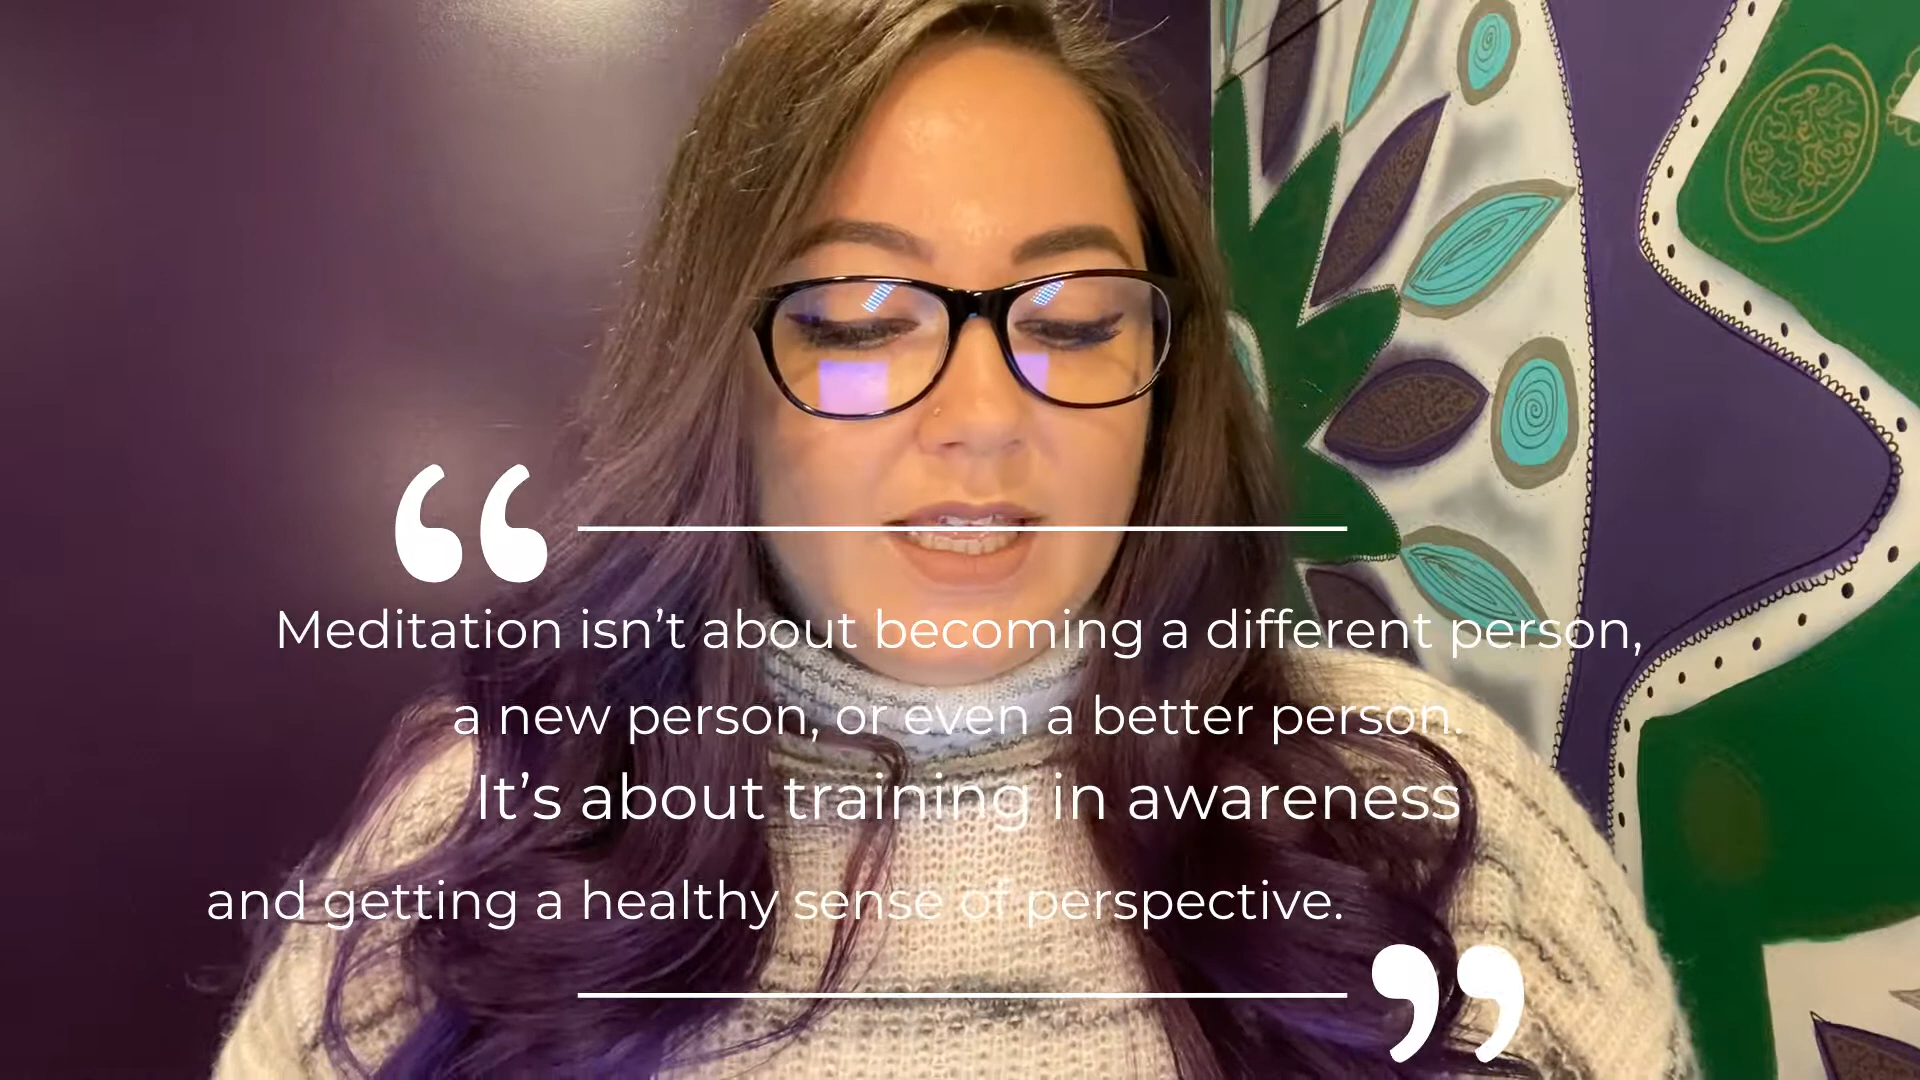 “
Meditation isn’t about becoming a different person,
a new person, or even a better person.
It’s about training in awareness
and getting a healthy sense of perspective.
”